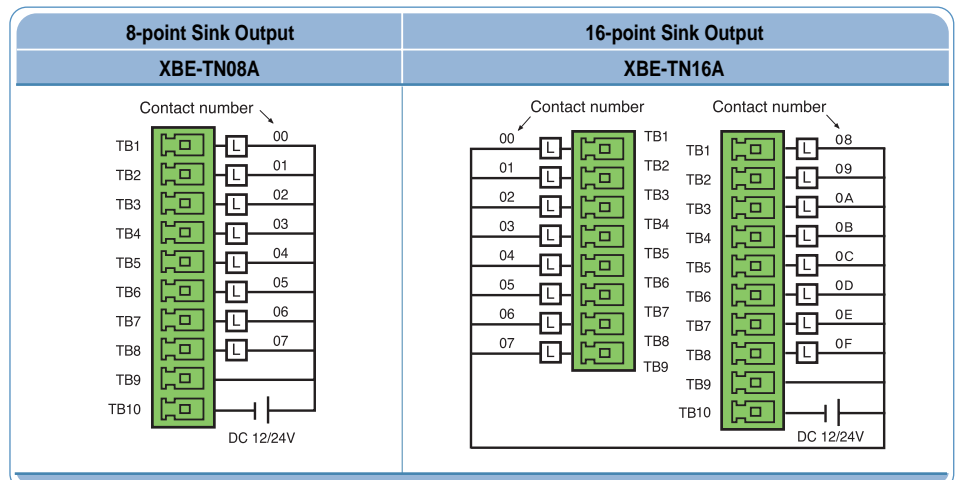 8-point Sink Output
16-point Sink Output
XBE-TN08A
XBE-TN16A
Contact number
TB1 L 00
TB2 L 01
TB3 L 02
TB4 L 03
TB5 L 04
TB6 L 05
TB7 L 06
TB8 L 07
TB9
TB10
DC 12/24V
Contact number
00 L TB1
01 L TB2
02 L TB3
03 L TB4
04 L TB5
05 L TB6
06 L TB7
07 L TB8
TB9
Contact number
TB1 L 08
TB2 L 09
TB3 L 0A
TB4 L 0B
TB5 L 0C
TB6 L 0D
TB7 L 0E
TB8 L 0F
TB9
TB10
DC 12/24V